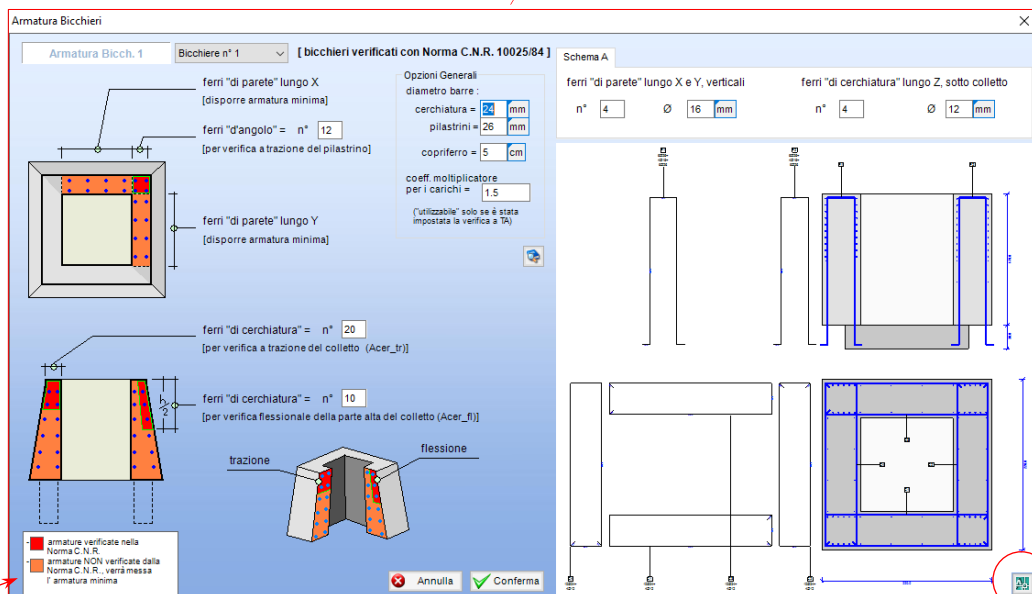 Armatura Bicchieri
Armatura Bicch. 1
Bicchiere n° 1
[ bicchieri verificati con Norma C.N.R. 10025/84 ]
ferri "di parete" lungo X
[disporre armatura minima]
ferri "d'angolo" = n° 12
[per verifica a trazione del pilastrino]
ferri "di parete" lungo Y
[disporre armatura minima]
Opzioni Generali
diametro barre :
cerchiatura = 24 mm
pilastrini = 26 mm
copriferro = 5 cm
coeff. moltiplicatore
per i carichi = 1.5
("utilizzabile" solo se è stata
impostata la verifica a TA)
ferri "di cerchiatura" = n° 20
[per verifica a trazione del colletto (Acer_tr)]
h/2
ferri "di cerchiatura" = n° 10
[per verifica flessionale della parte alta del colletto (Acer_fl)]
trazione
flessione
- armature verificate nella
Norma C.N.R.
- armature NON verificate dalla
Norma C.N.R., verrà messa
l' armatura minima
Annulla
Conferma
Schema A
ferri "di parete" lungo X e Y, verticali
n° 4 Ø 16 mm
ferri "di cerchiatura" lungo Z, sotto colletto
n° 4 Ø 12 mm